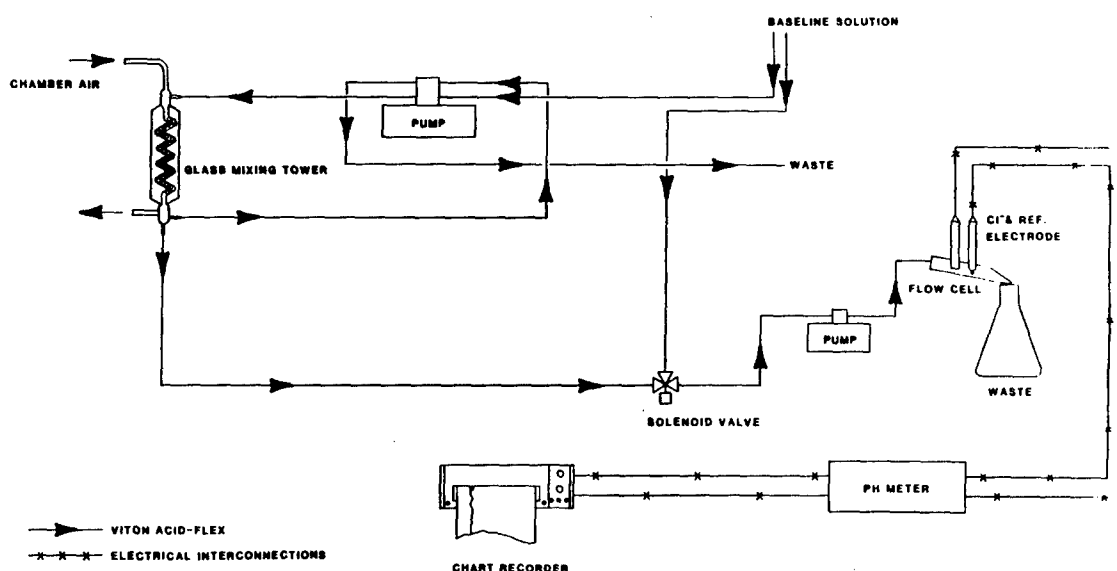 BASELINE SOLUTION
CHAMBER AIR
PUMP
GLASS MIXING TOWER
WASTE
Cl⁻& REF.
ELECTRODE
FLOW CELL
PUMP
WASTE
SOLENOID VALVE
PH METER
VITON ACID-FLEX
ELECTRICAL INTERCONNECTIONS
CHART RECORDER